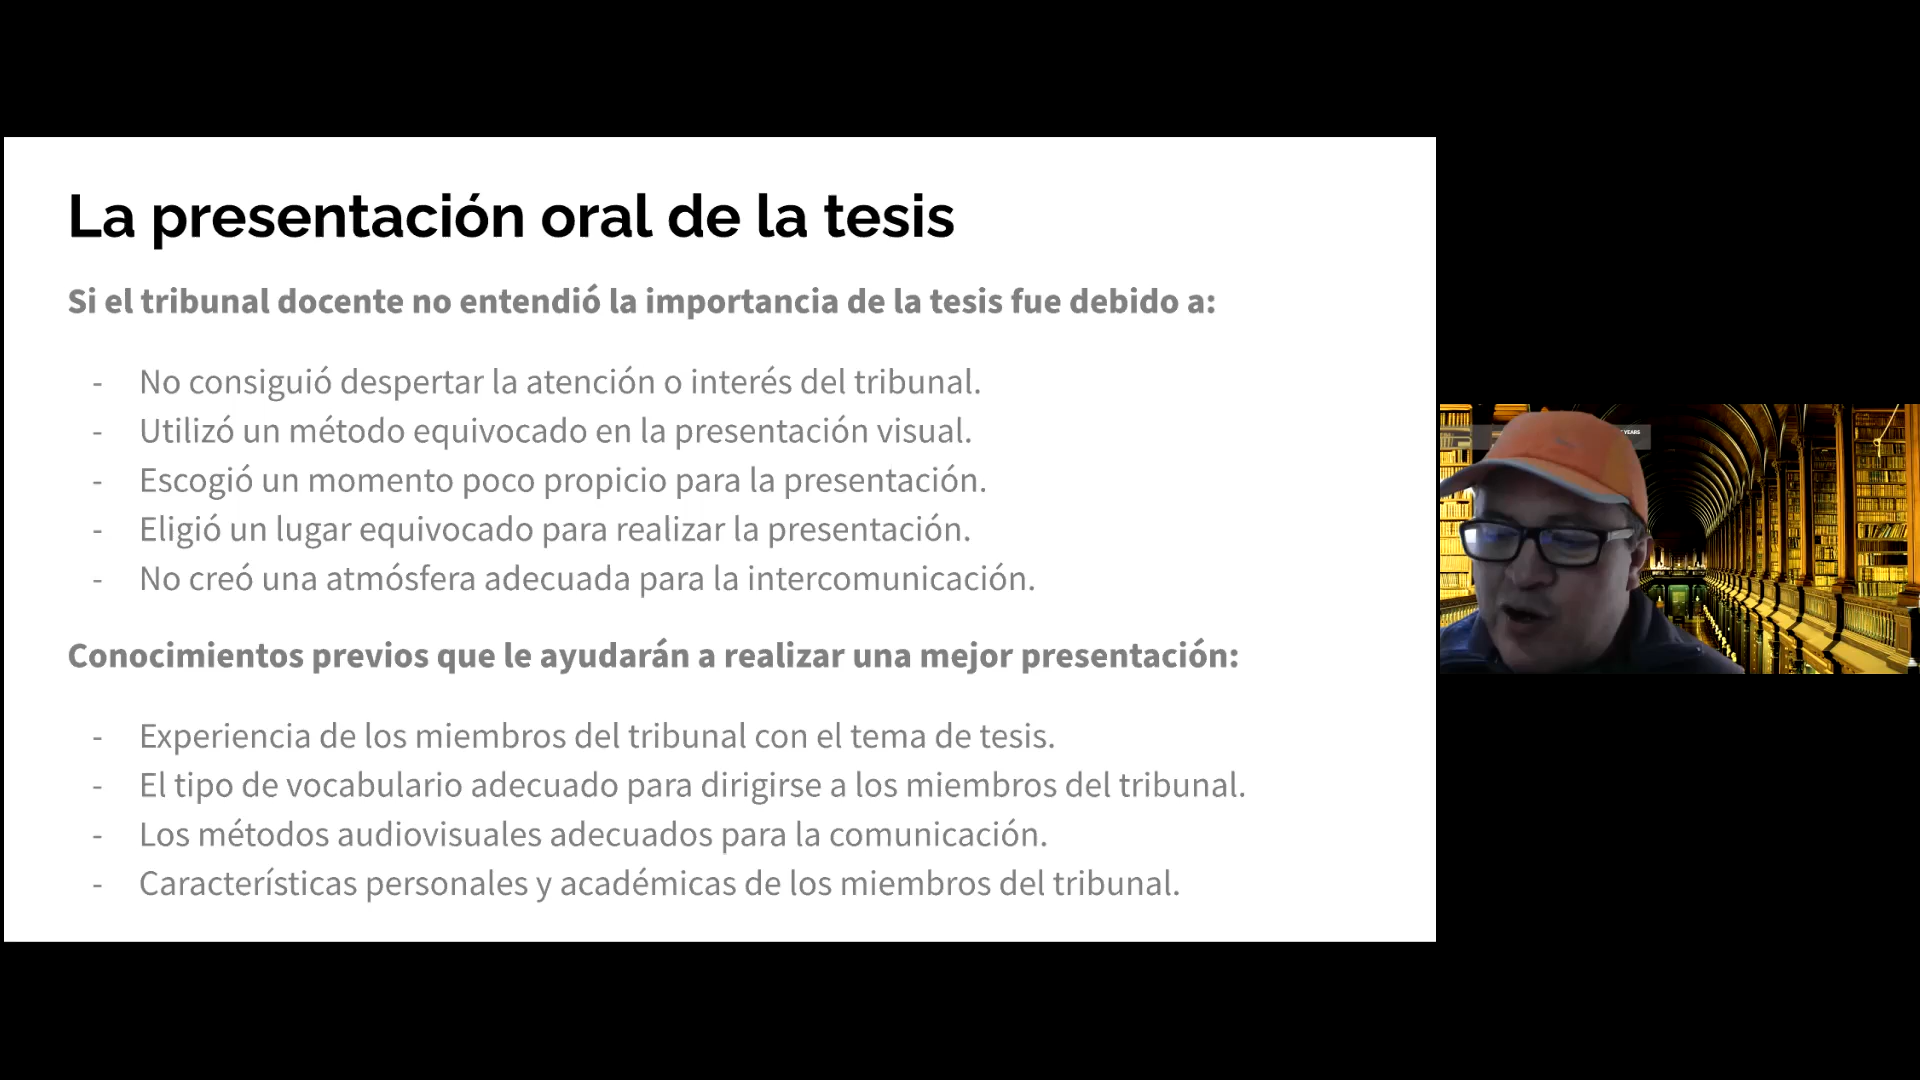 La presentación oral de la tesis
Si el tribunal docente no entendió la importancia de la tesis fue debido a:
- No consiguió despertar la atención o interés del tribunal.
- Utilizó un método equivocado en la presentación visual.
- Escogió un momento poco propicio para la presentación.
- Eligió un lugar equivocado para realizar la presentación.
- No creó una atmósfera adecuada para la intercomunicación.
Conocimientos previos que le ayudarán a realizar una mejor presentación:
- Experiencia de los miembros del tribunal con el tema de tesis.
- El tipo de vocabulario adecuado para dirigirse a los miembros del tribunal.
- Los métodos audiovisuales adecuados para la comunicación.
- Características personales y académicas de los miembros del tribunal.
YEARS